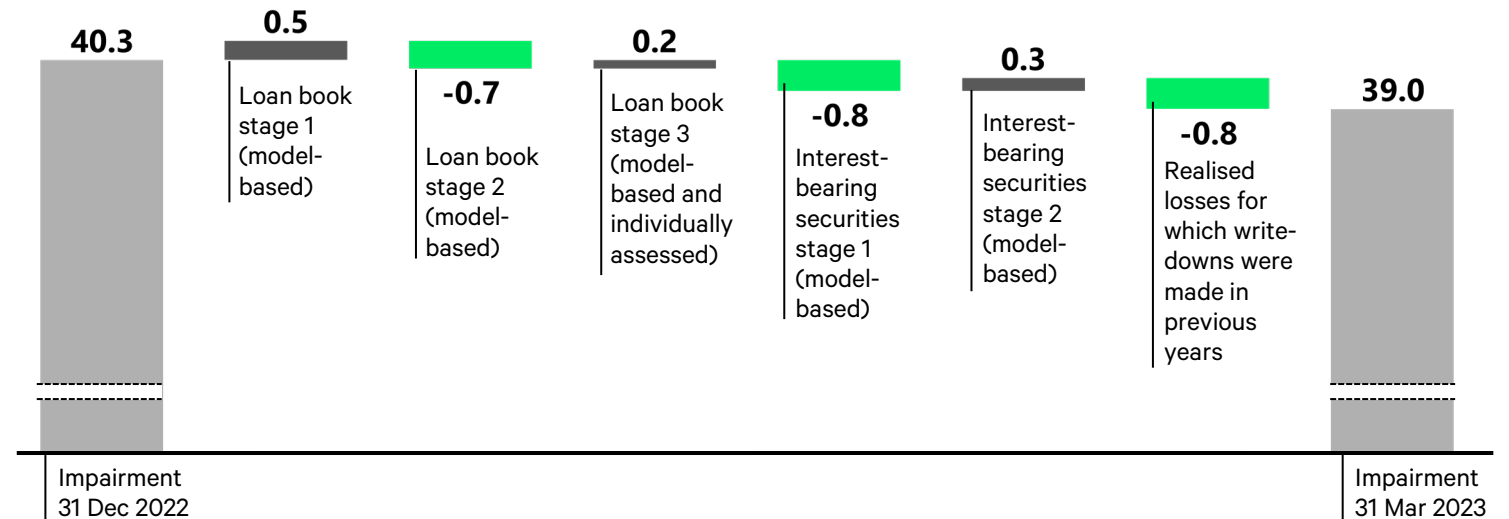 40.3
Impairment
31 Dec 2022
0.5
Loan book
stage 1
(model-
based)
-0.7
Loan book
stage 2
(model-
based)
0.2
Loan book
stage 3
(model-
based and
individually
assessed)
-0.8
Interest-
bearing
securities
stage 1
(model-
based)
0.3
Interest-
bearing
securities
stage 2
(model-
based)
-0.8
Realised
losses for
which write-
downs were
made in
previous
years
39.0
Impairment
31 Mar 2023